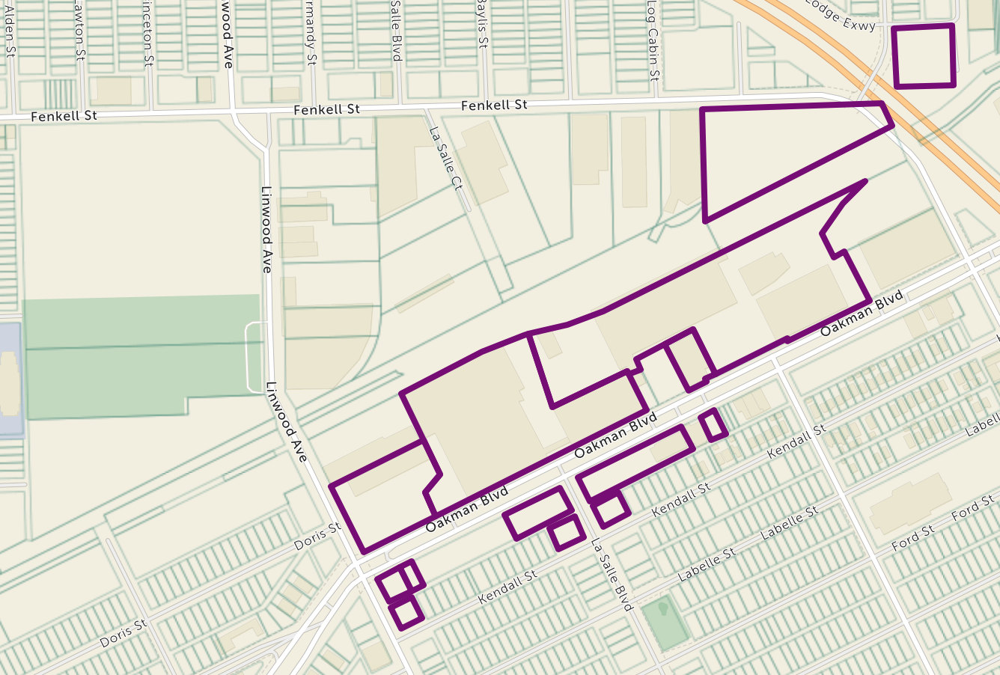 Alden St
Lawton St
inceton St
wood Ave
rmandy St
Salle Blvd
Baylis St
Log Cabin St
Lodge Exwy
Fenkell St
Fenkell St
Fenkell St
La Salle Ct
Linwood Ave
Linwood Ave
Oakman Blvd
Oakman Blvd
Oakman Blvd
Kendall St
Labelle
Kendall St
Doris St
Labelle St
Ford St
Ford St
La Salle Blvd
Labelle St
Kendall St
Doris St